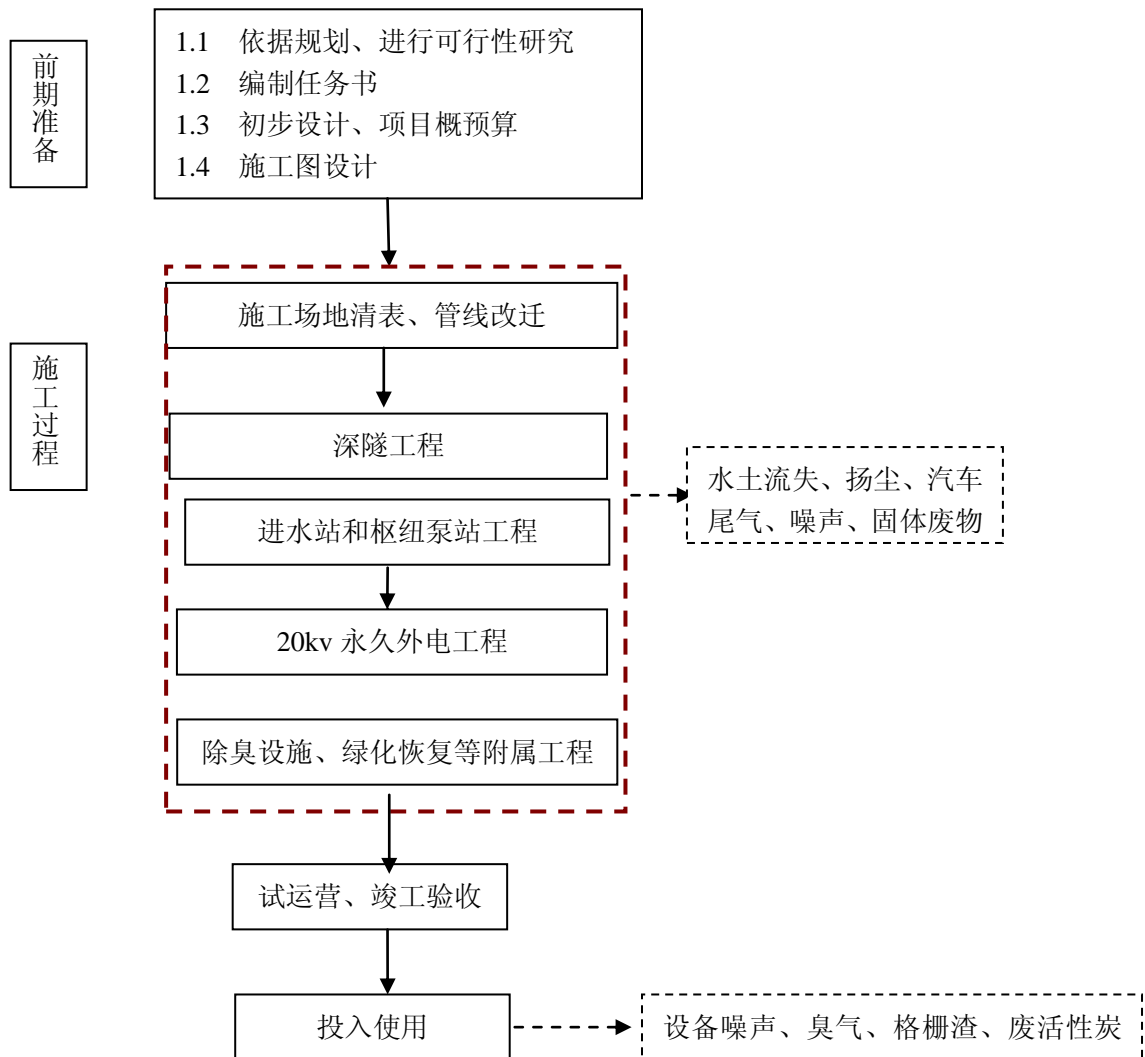 前期准备
1.1 依据规划、进行可行性研究
1.2 编制任务书
1.3 初步设计、项目概预算
1.4 施工图设计
施工过程
施工场地清表、管线改迁
深隧工程
进水站和枢纽泵站工程
20kv 永久外电工程
除臭设施、绿化恢复等附属工程
水土流失、扬尘、汽车
尾气、噪声、固体废物
试运营、竣工验收
投入使用
设备噪声、臭气、格栅渣、废活性炭